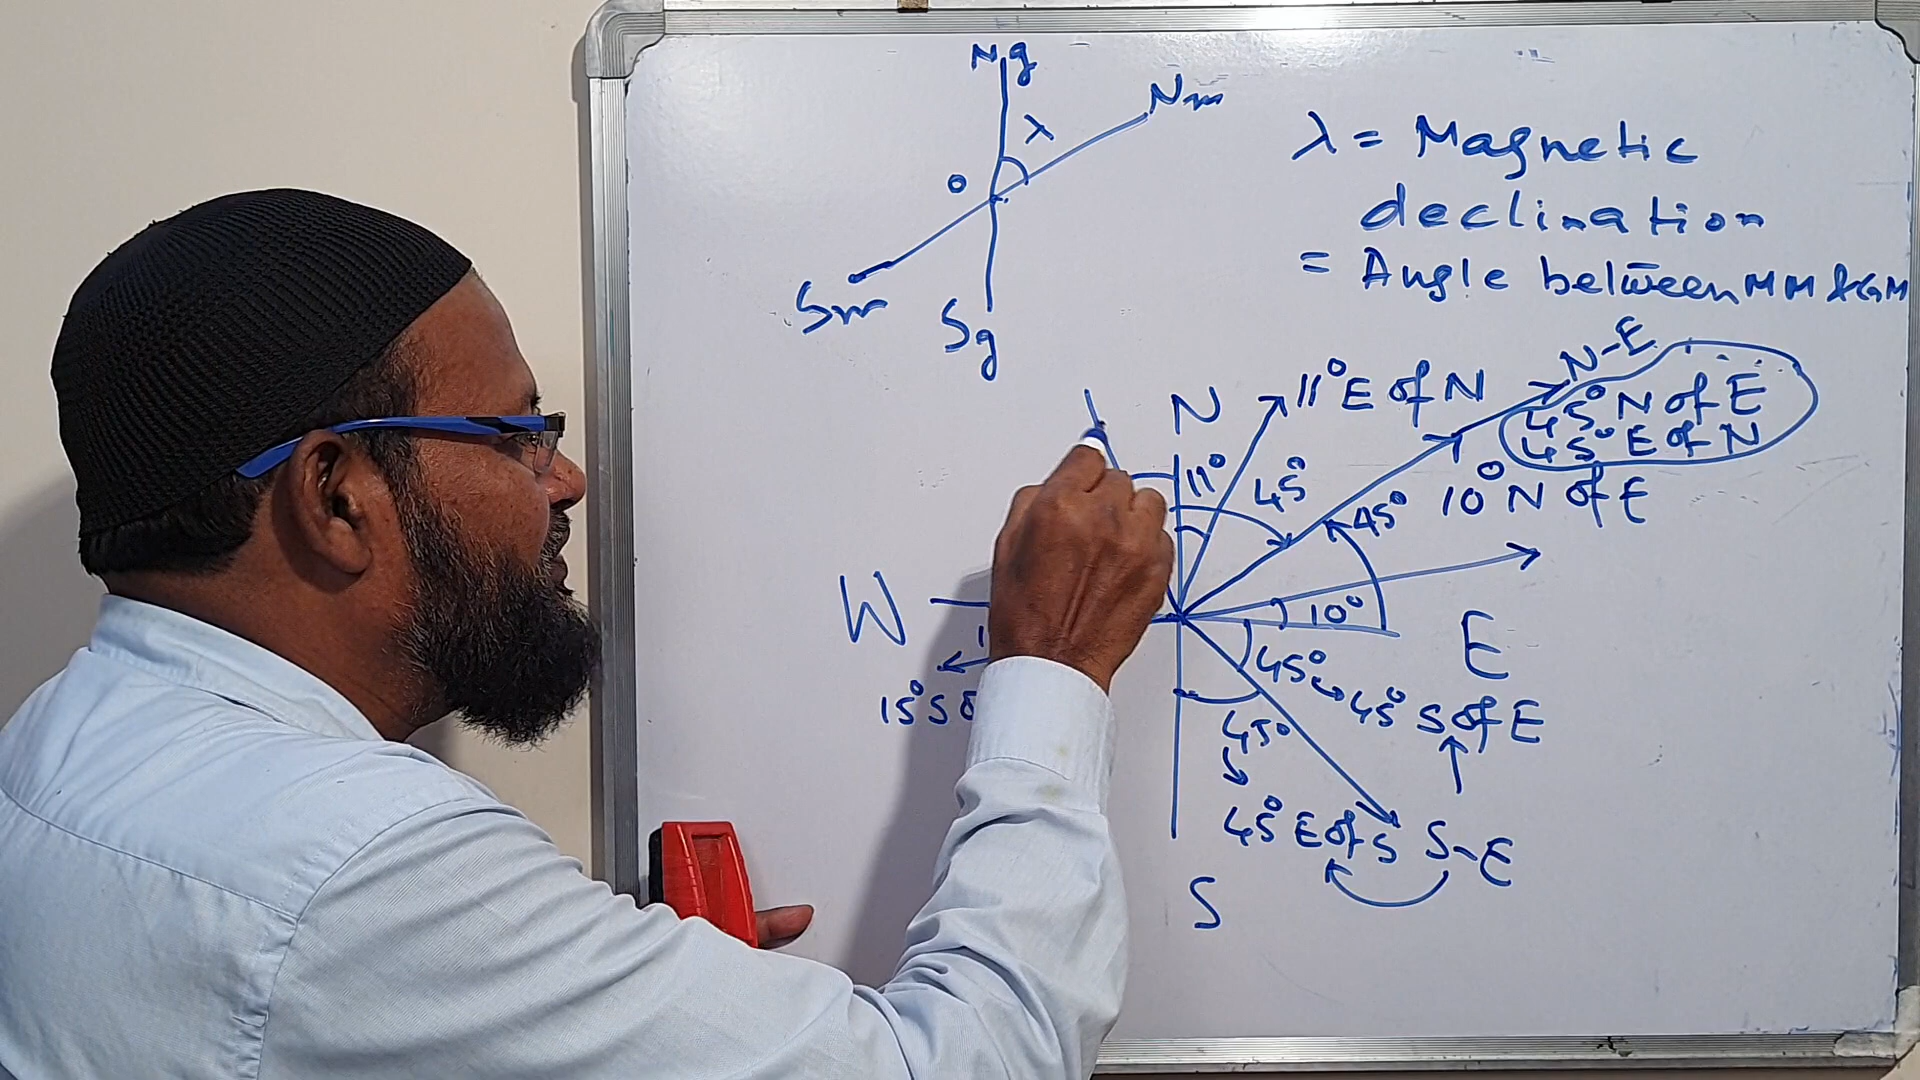 Ng
Nm
λ
O
Sm
Sg
λ = Magnetic
declination
= Angle between MM & GM
N
11° E of N
N-E
45° N of E
45° E of N
11°
45°
45°
10° N of E
W
10°
E
15° S
45°
45° S of E
45°
45° E of S
S-E
S